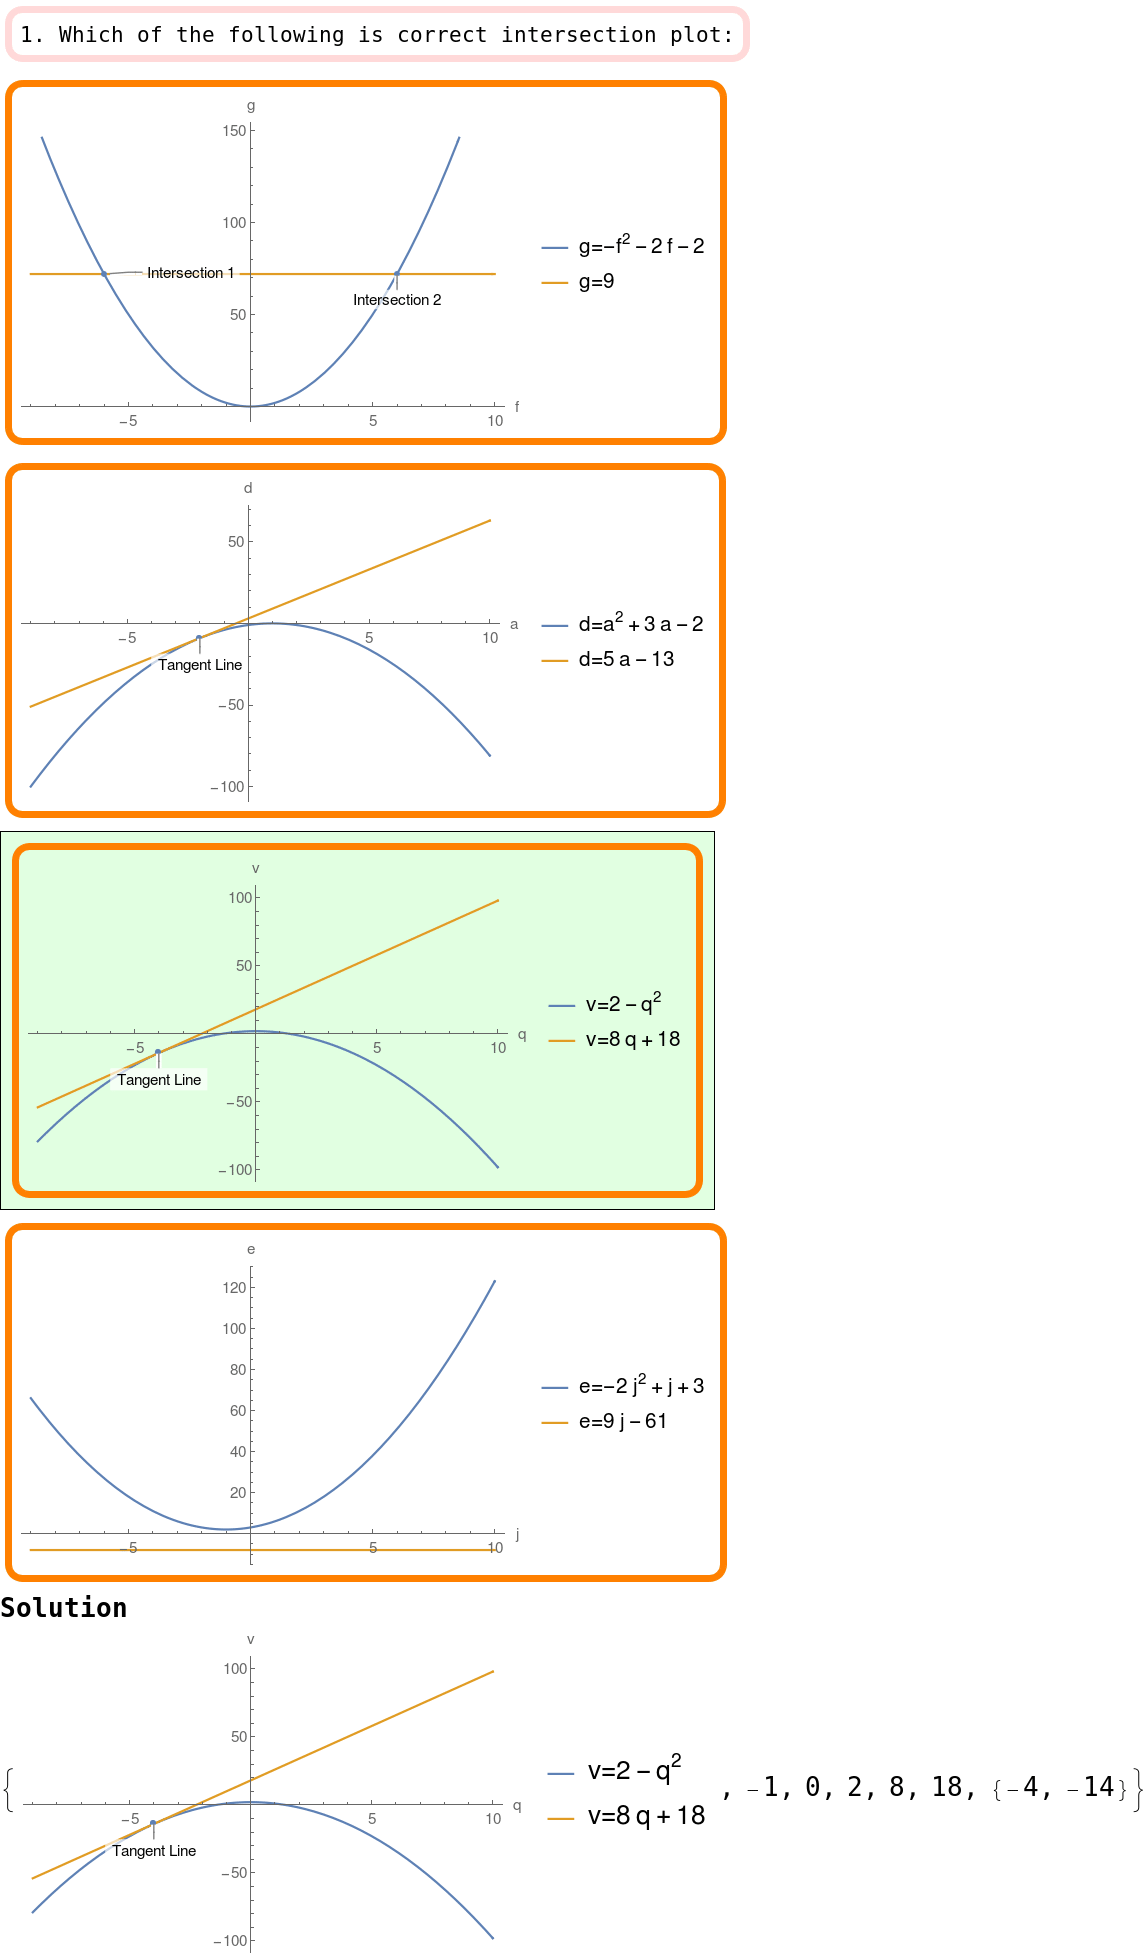 1. Which of the following is correct intersection plot:
g
150
100
50
Intersection 1
Intersection 2
−5
5
10
f
g=−f² − 2 f − 2
g=9
d
50
−5
5
10
a
Tangent Line
−50
−100
d=a² + 3 a − 2
d=5 a − 13
v
100
50
−5
5
10
q
Tangent Line
−50
−100
v=2 − q²
v=8 q + 18
e
120
100
80
60
40
20
j
−5
5
10
e=−2 j² + j + 3
e=9 j − 61
Solution
v
100
50
−5
5
10
q
Tangent Line
−50
−100
v=2 − q²
v=8 q + 18
{ , −1, 0, 2, 8, 18, {−4, −14}}